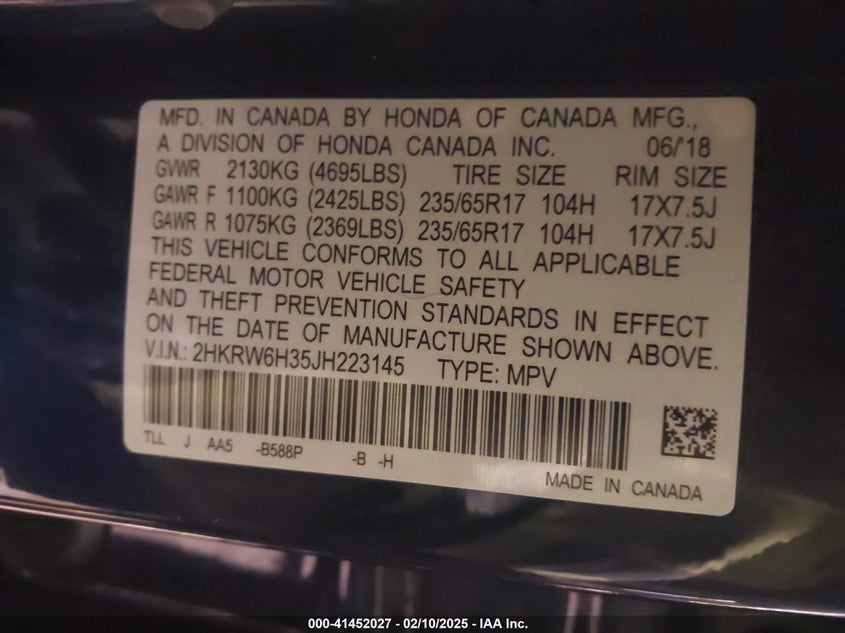 MFD. IN CANADA BY HONDA OF CANADA MFG.,
A DIVISION OF HONDA CANADA INC. 06/'18
GVWR 2130KG (4695LBS) TIRE SIZE RIM SIZE
GAWR F 1100KG (2425LBS) 235/65R17 104H 17X7.5J
GAWR R 1075KG (2369LBS) 235/65R17 104H 17X7.5J
THIS VEHICLE CONFORMS TO ALL APPLICABLE
FEDERAL MOTOR VEHICLE SAFETY
AND THEFT PREVENTION STANDARDS IN EFFECT
ON THE DATE OF MANUFACTURE SHOWN ABOVE.
V.I.N.: 2HKRW6H35JH223145 TYPE: MPV
TLL J AA5 -B588P -B -H
MADE IN CANADA
000-41452027 - 02/10/2025 - IAA Inc.